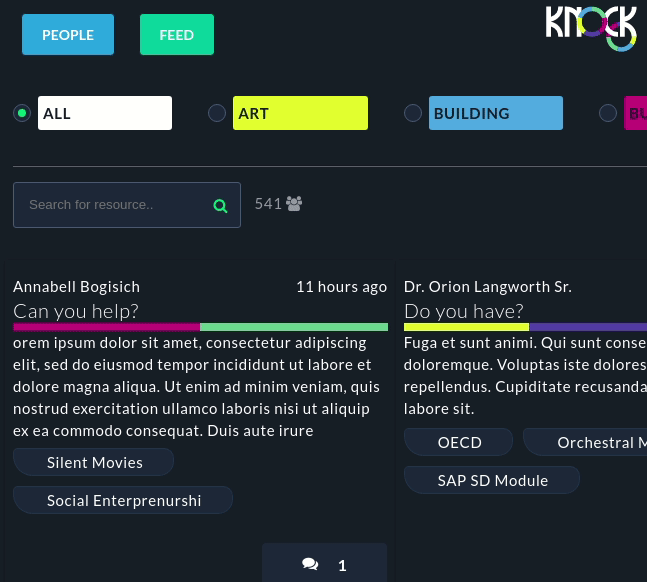 PEOPLE
FEED
KNOCK
ALL
ART
BUILDING
BU
Search for resource..
541
Annabell Bogisich
11 hours ago
Can you help?
orem ipsum dolor sit amet, consectetur adipiscing
elit, sed do eiusmod tempor incididunt ut labore et
dolore magna aliqua. Ut enim ad minim veniam, quis
nostrud exercitation ullamco laboris nisi ut aliquip
ex ea commodo consequat. Duis aute irure
Silent Movies
Social Enterprenurshi
1
Dr. Orion Langworth Sr.
Do you have?
Fuga et sunt animi. Qui sunt conse
doloremque. Voluptas iste dolores
repellendus. Cupiditate recusanda
labore sit.
OECD
Orchestral M
SAP SD Module